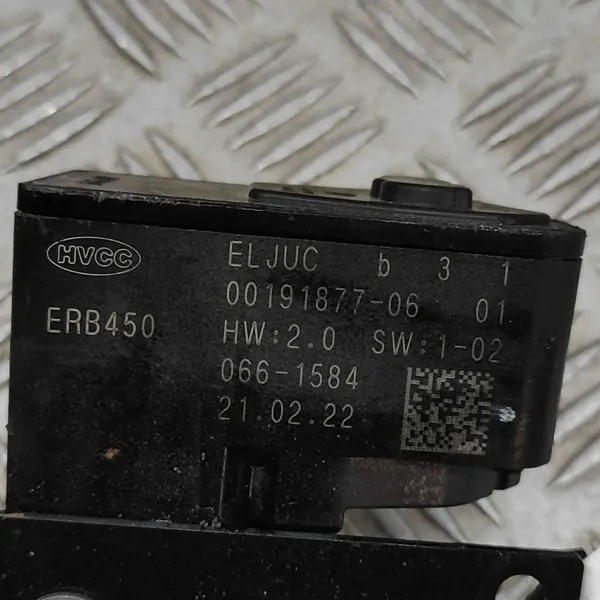 HVCC
ERB450
ELJUC b 3 1
00191877-06 01
HW:2.0 SW:1-02
066-1584
21.02.22